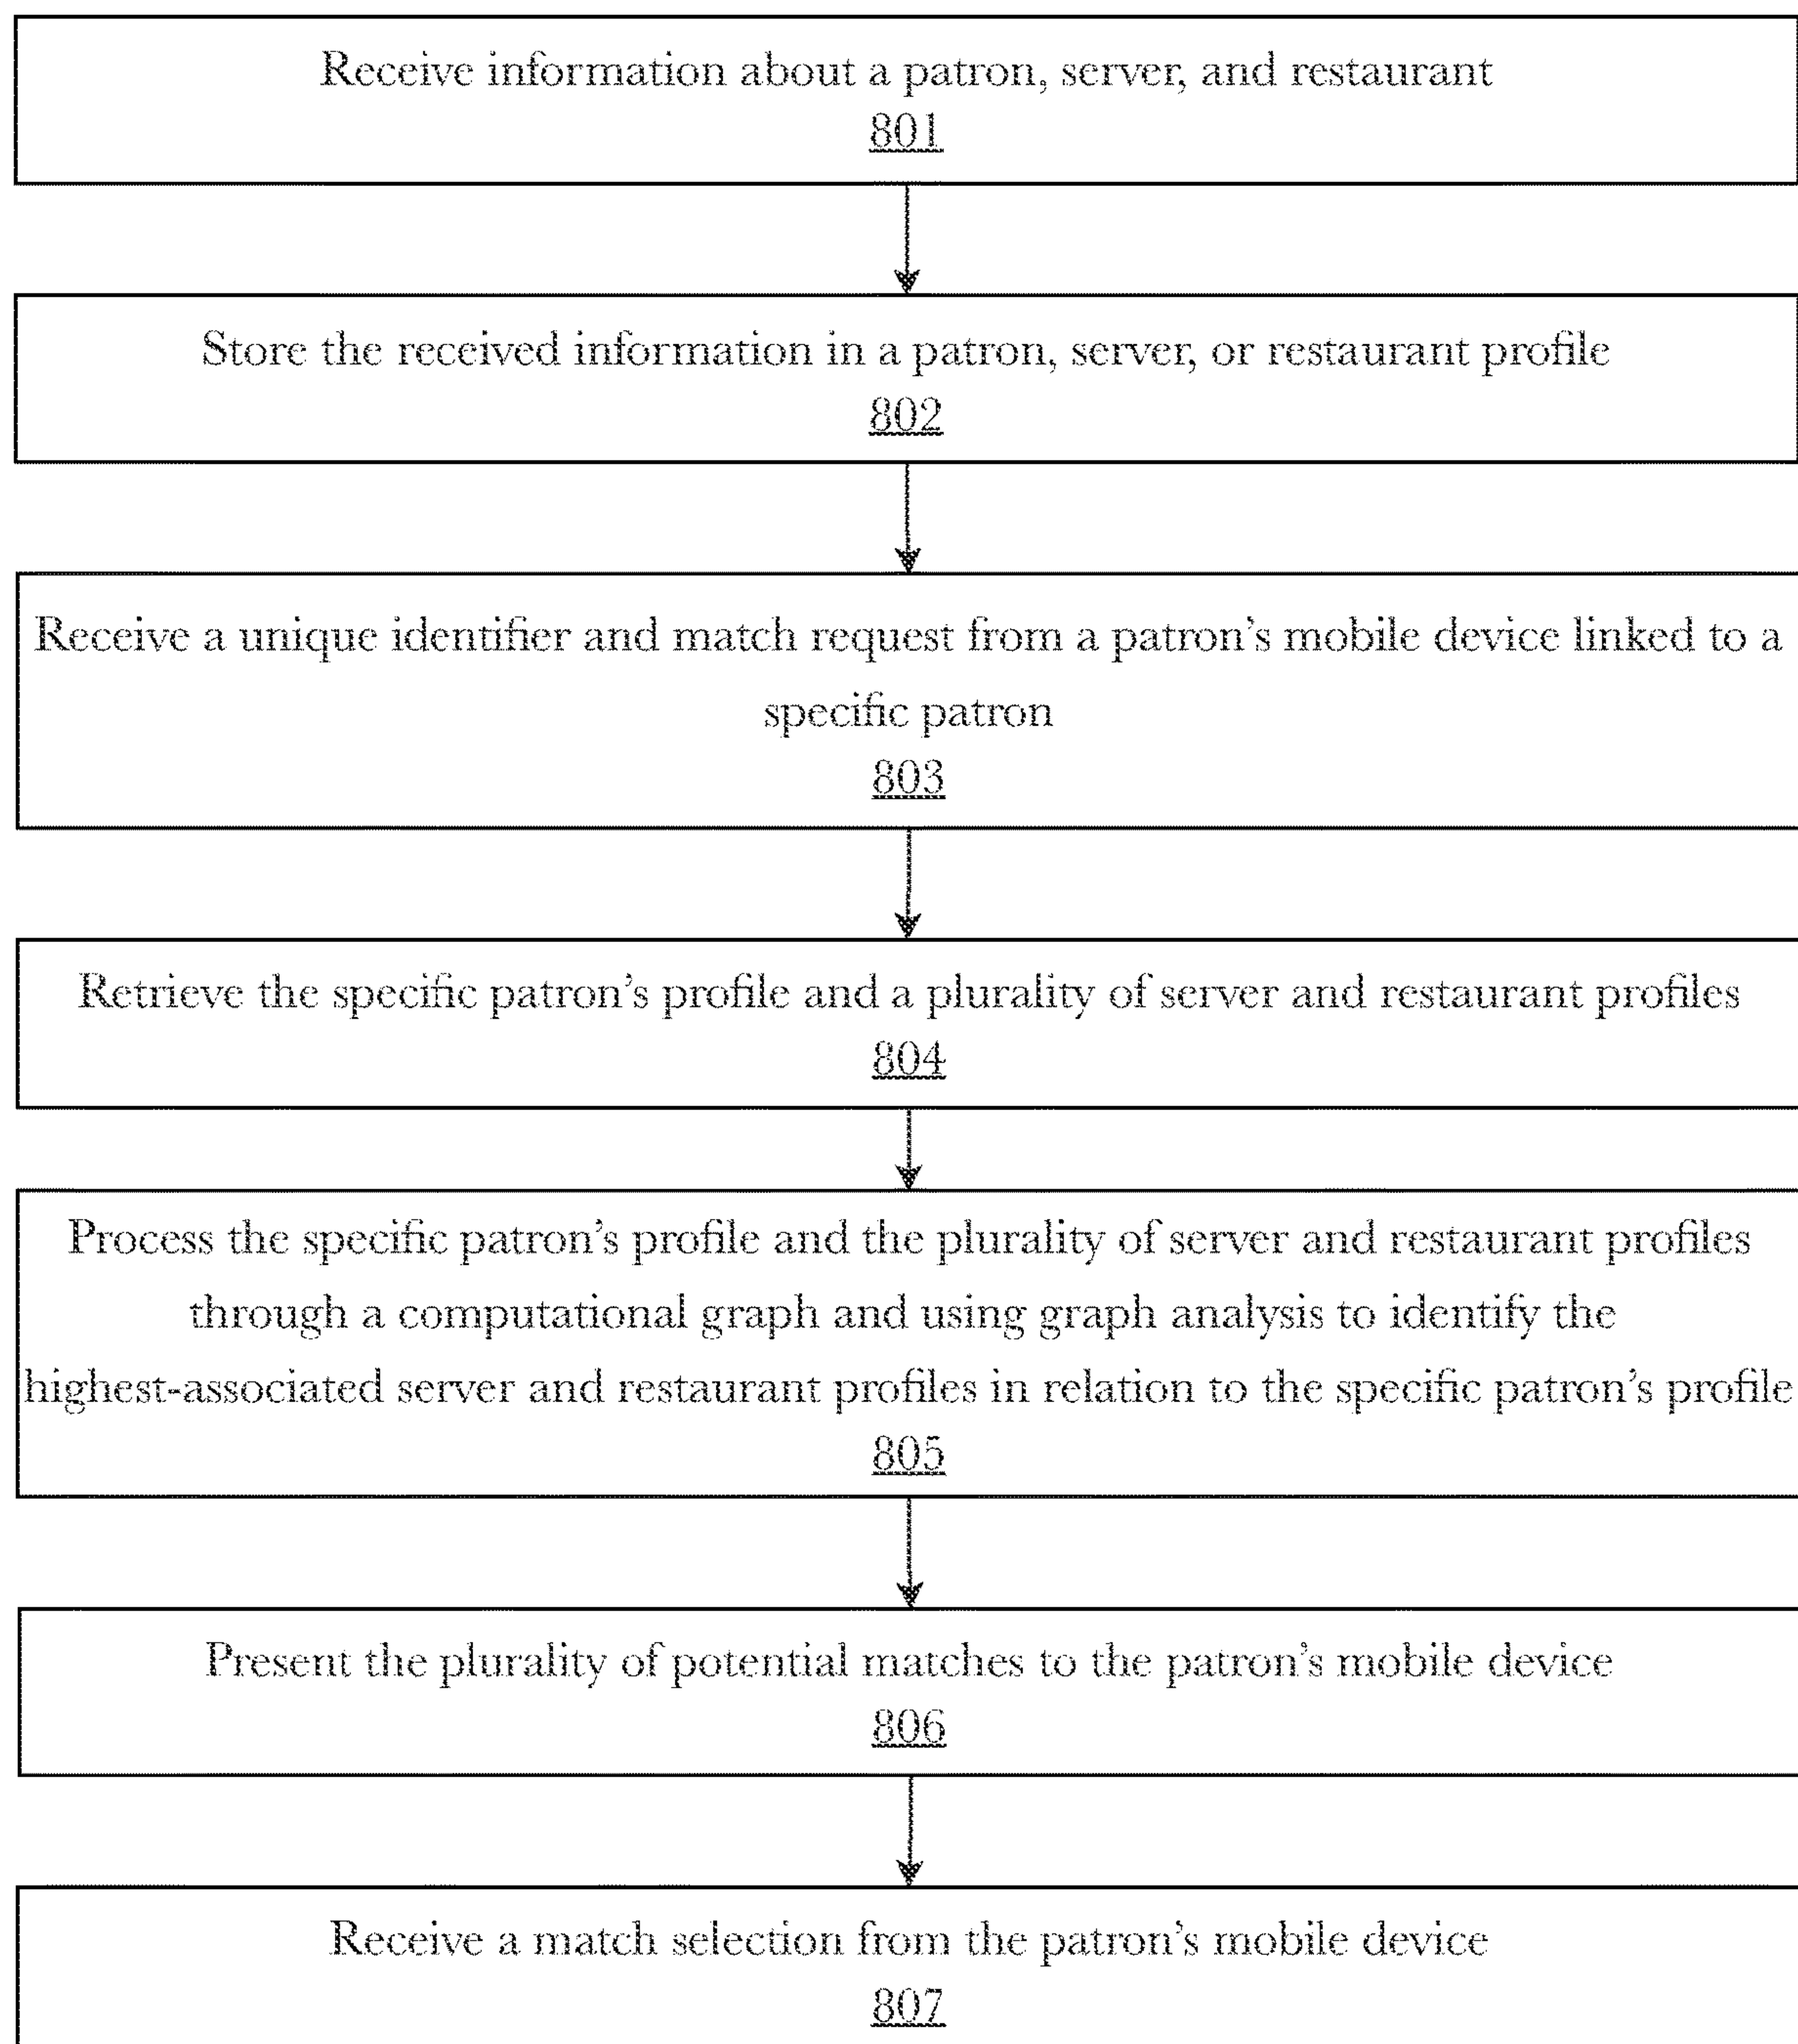 Receive information about a patron, server, and restaurant
801
Store the received information in a patron, server, or restaurant profile
802
Receive a unique identifier and match request from a patron's mobile device linked to a
specific patron
803
Retrieve the specific patron's profile and a plurality of server and restaurant profiles
804
Process the specific patron's profile and the plurality of server and restaurant profiles
through a computational graph and using graph analysis to identify the
highest-associated server and restaurant profiles in relation to the specific patron's profile
805
Present the plurality of potential matches to the patron's mobile device
806
Receive a match selection from the patron's mobile device
807